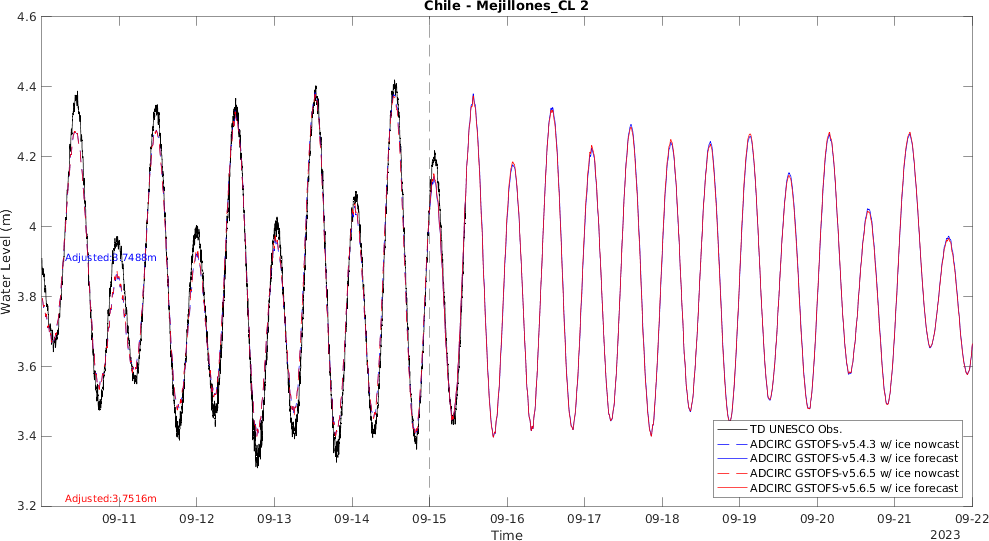 Chile - Mejillones_CL 2
4.6
4.4
4.2
4
3.8
3.6
3.4
3.2
Water Level (m)
Adjusted:3.7488m
Adjusted:3.7516m
TD UNESCO Obs.
ADCIRC GSTOFS-v5.4.3 w/ ice nowcast
ADCIRC GSTOFS-v5.4.3 w/ ice forecast
ADCIRC GSTOFS-v5.6.5 w/ ice nowcast
ADCIRC GSTOFS-v5.6.5 w/ ice forecast
09-11 09-12 09-13 09-14 09-15 09-16 09-17 09-18 09-19 09-20 09-21 09-22
Time
2023